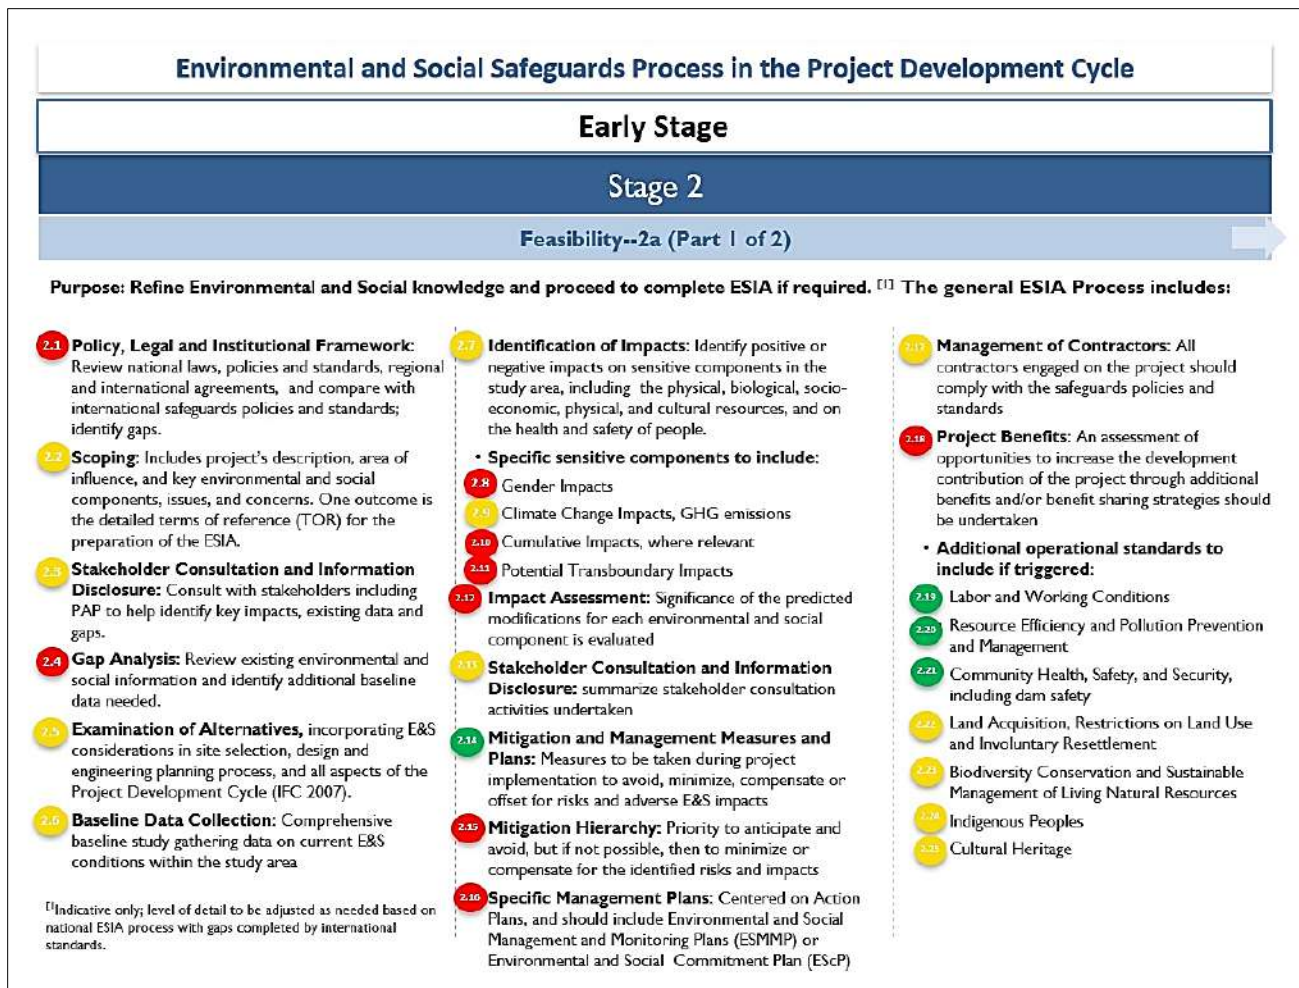 Environmental and Social Safeguards Process in the Project Development Cycle
Early Stage
Stage 2
Feasibility--2a (Part 1 of 2)
Purpose: Refine Environmental and Social knowledge and proceed to complete ESIA if required. [1] The general ESIA Process includes:
2.1 Policy, Legal and Institutional Framework:
Review national laws, policies and standards, regional
and international agreements, and compare with
international safeguards policies and standards;
identify gaps.
2.2 Scoping: Includes project's description, area of
influence, and key environmental and social
components, issues, and concerns. One outcome is
the detailed terms of reference (TOR) for the
preparation of the ESIA.
2.3 Stakeholder Consultation and Information
Disclosure: Consult with stakeholders including
PAP to help identify key impacts, existing data and
gaps.
2.4 Gap Analysis: Review existing environmental and
social information and identify additional baseline
data needed.
2.5 Examination of Alternatives, incorporating E&S
considerations in site selection, design and
engineering planning process, and all aspects of the
Project Development Cycle (IFC 2007).
2.6 Baseline Data Collection: Comprehensive
baseline study gathering data on current E&S
conditions within the study area
[1]Indicative only; level of detail to be adjusted as needed based on
national ESIA process with gaps completed by international
standards.
2.7 Identification of Impacts: Identify positive or
negative impacts on sensitive components in the
study area, including the physical, biological, socio-
economic, physical, and cultural resources, and on
the health and safety of people.
• Specific sensitive components to include:
2.8 Gender Impacts
2.9 Climate Change Impacts, GHG emissions
2.10 Cumulative Impacts, where relevant
2.11 Potential Transboundary Impacts
2.12 Impact Assessment: Significance of the predicted
modifications for each environmental and social
component is evaluated
2.13 Stakeholder Consultation and Information
Disclosure: summarize stakeholder consultation
activities undertaken
2.14 Mitigation and Management Measures and
Plans: Measures to be taken during project
implementation to avoid, minimize, compensate or
offset for risks and adverse E&S impacts
2.15 Mitigation Hierarchy: Priority to anticipate and
avoid, but if not possible, then to minimize or
compensate for the identified risks and impacts
2.16 Specific Management Plans: Centered on Action
Plans, and should include Environmental and Social
Management and Monitoring Plans (ESMMP) or
Environmental and Social Commitment Plan (EScP)
2.17 Management of Contractors: All
contractors engaged on the project should
comply with the safeguards policies and
standards
2.18 Project Benefits: An assessment of
opportunities to increase the development
contribution of the project through additional
benefits and/or benefit sharing strategies should
be undertaken
• Additional operational standards to
include if triggered:
2.19 Labor and Working Conditions
2.20 Resource Efficiency and Pollution Prevention
and Management
2.21 Community Health, Safety, and Security,
including dam safety
2.22 Land Acquisition, Restrictions on Land Use
and Involuntary Resettlement
2.23 Biodiversity Conservation and Sustainable
Management of Living Natural Resources
2.24 Indigenous Peoples
2.25 Cultural Heritage